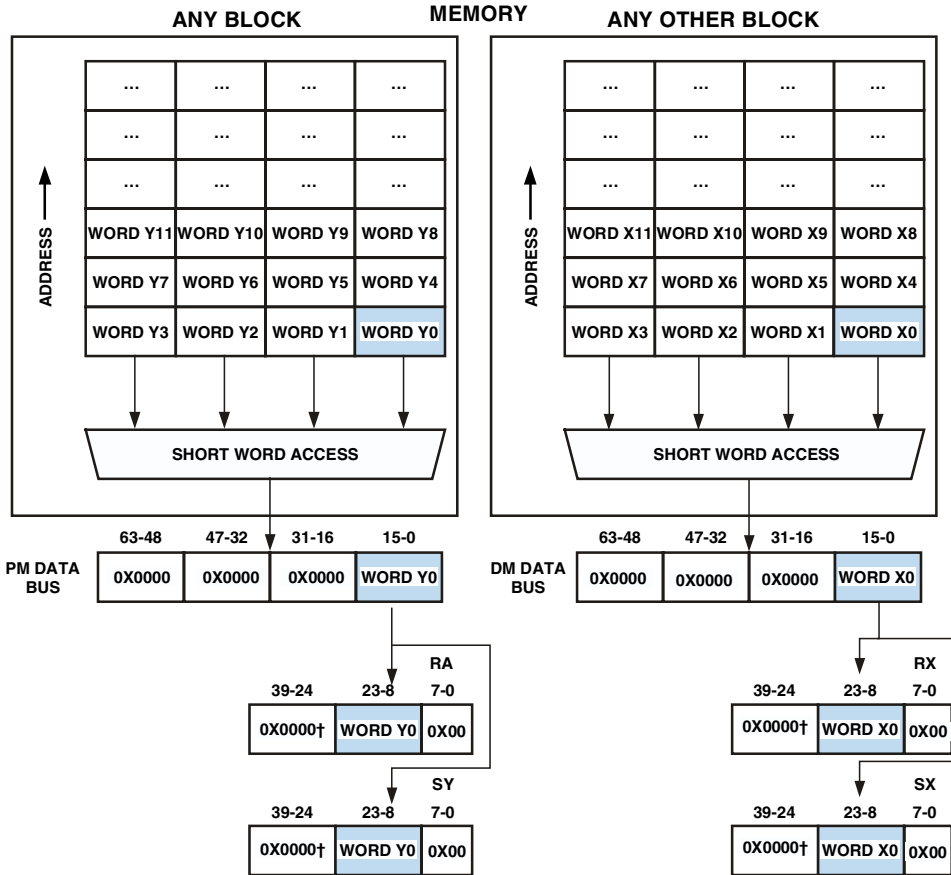 MEMORY
ANY BLOCK
ANY OTHER BLOCK
ADDRESS
... ... ... ...
... ... ... ...
... ... ... ...
WORD Y11 WORD Y10 WORD Y9 WORD Y8
WORD Y7 WORD Y6 WORD Y5 WORD Y4
WORD Y3 WORD Y2 WORD Y1 WORD Y0
SHORT WORD ACCESS
ADDRESS
... ... ... ...
... ... ... ...
... ... ... ...
WORD X11 WORD X10 WORD X9 WORD X8
WORD X7 WORD X6 WORD X5 WORD X4
WORD X3 WORD X2 WORD X1 WORD X0
SHORT WORD ACCESS
63-48 47-32 31-16 15-0
PM DATA
BUS
0X0000 0X0000 0X0000 WORD Y0
63-48 47-32 31-16 15-0
DM DATA
BUS
0X0000 0X0000 0X0000 WORD X0
RA
39-24 23-8 7-0
0X0000† WORD Y0 0X00
SY
39-24 23-8 7-0
0X0000† WORD Y0 0X00
RX
39-24 23-8 7-0
0X0000† WORD X0 0X00
SX
39-24 23-8 7-0
0X0000† WORD X0 0X00